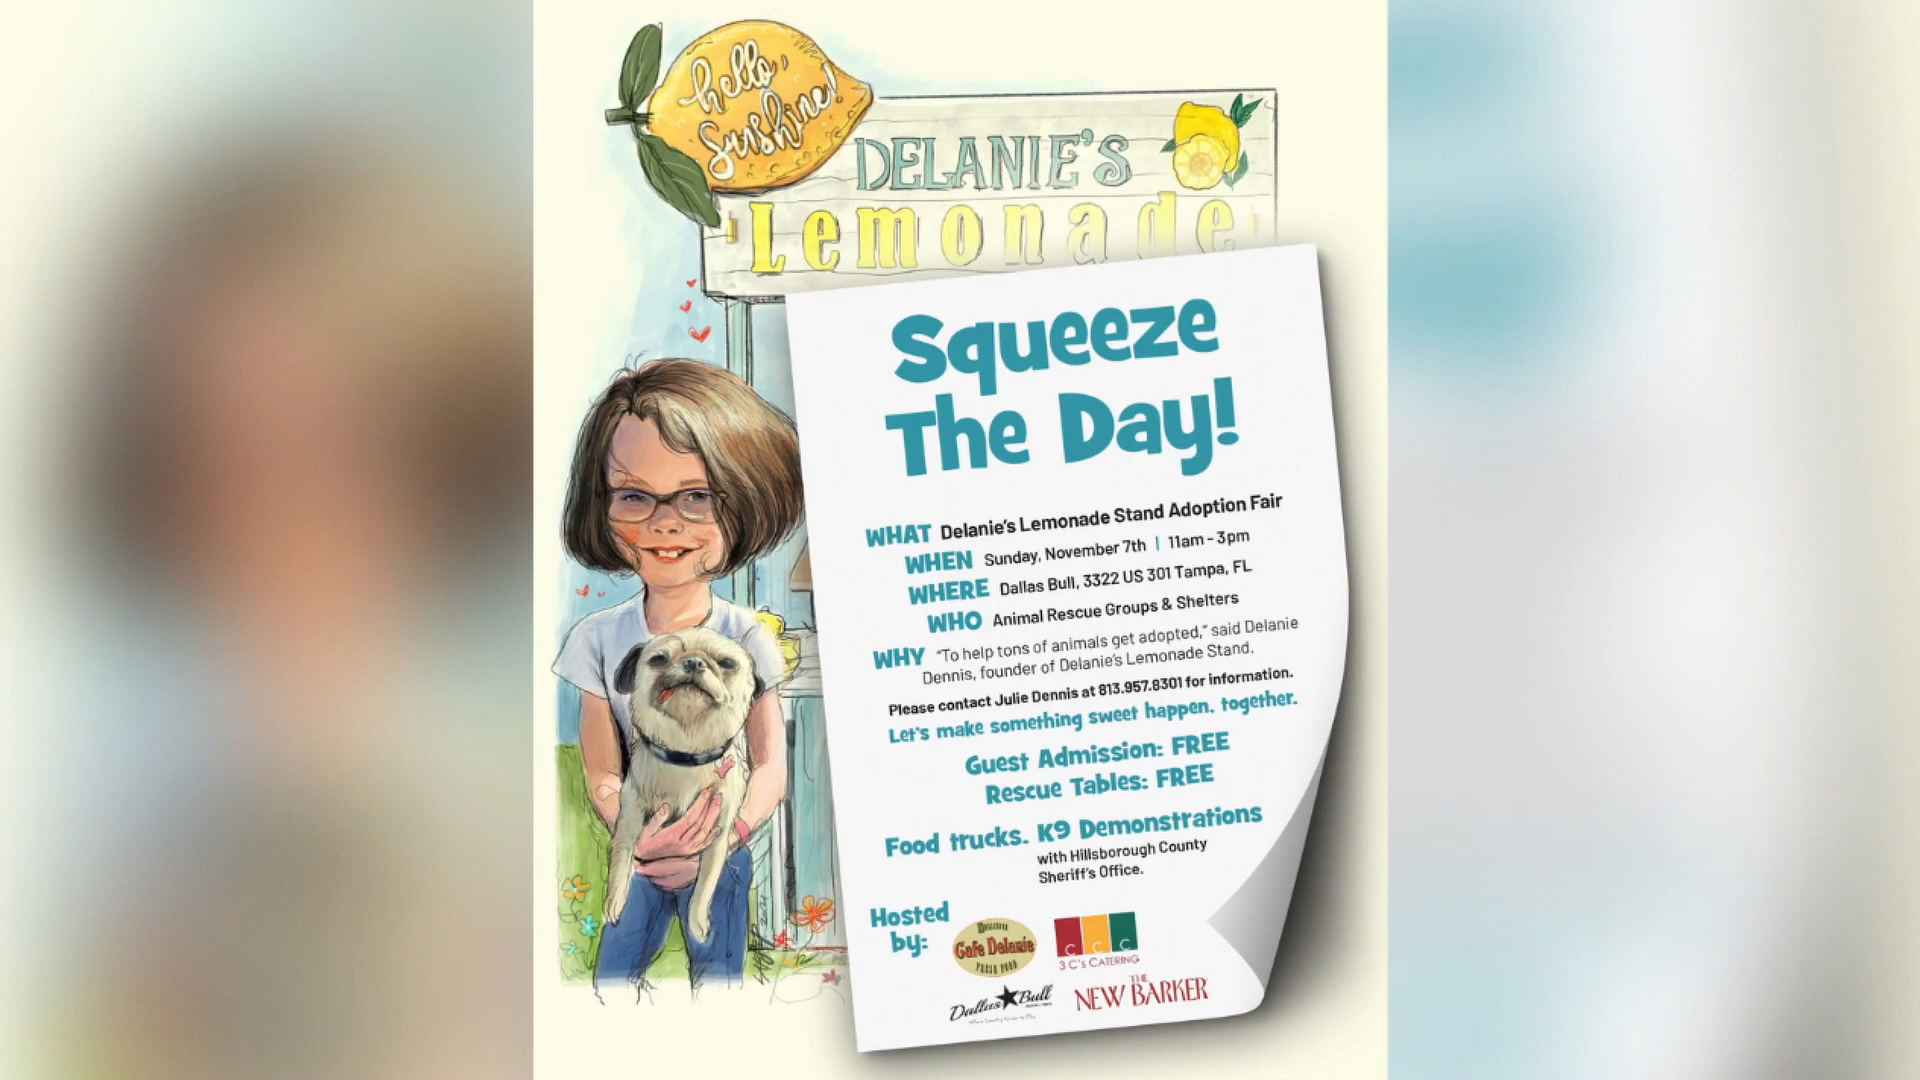 hello,
Sunshine!
DELANIE'S
Lemonade
Squeeze
The Day!
WHAT Delanie's Lemonade Stand Adoption Fair
WHEN Sunday, November 7th | 11am - 3pm
WHERE Dallas Bull, 3322 US 301 Tampa, FL
WHO Animal Rescue Groups & Shelters
WHY "To help tons of animals get adopted," said Delanie
Dennis, founder of Delanie's Lemonade Stand.
Please contact Julie Dennis at 813.957.8301 for information.
Let's make something sweet happen. together.
Guest Admission: FREE
Rescue Tables: FREE
Food trucks. K9 Demonstrations
with Hillsborough County
Sheriff's Office.
Hosted
by:
Cafe Delanie
FRESH FOOD
C C C
3 C's CATERING
Dallas Bull
THE
NEW BARKER